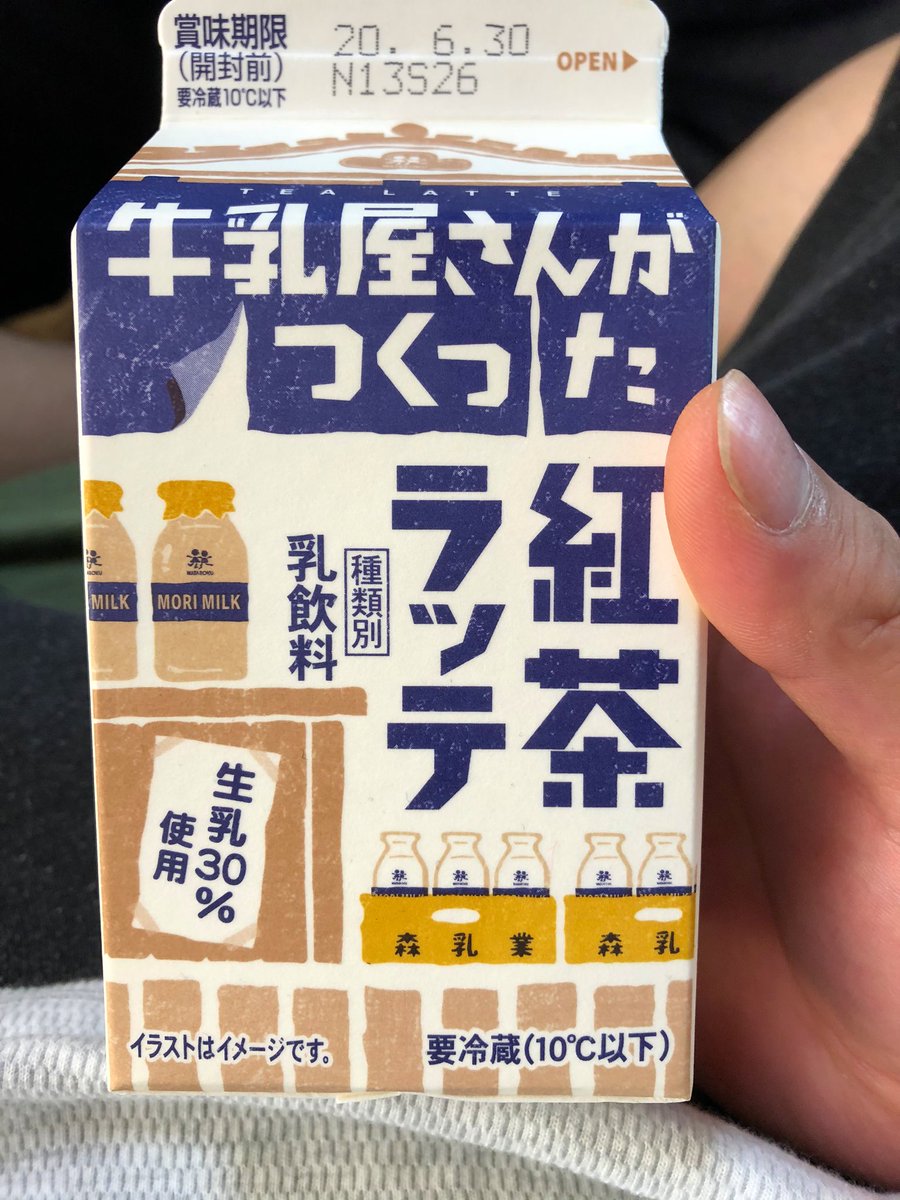 賞味期限
(開封前)
要冷蔵10℃以下
20. 6.30
N13S26
OPEN▶
TEA LATTE
牛乳屋さんが
つくった
紅茶
ラッテ
種類別
乳飲料
MILK
MORI MILK
生乳30%
使用
森乳業
森乳
イラストはイメージです。
要冷蔵(10℃以下)